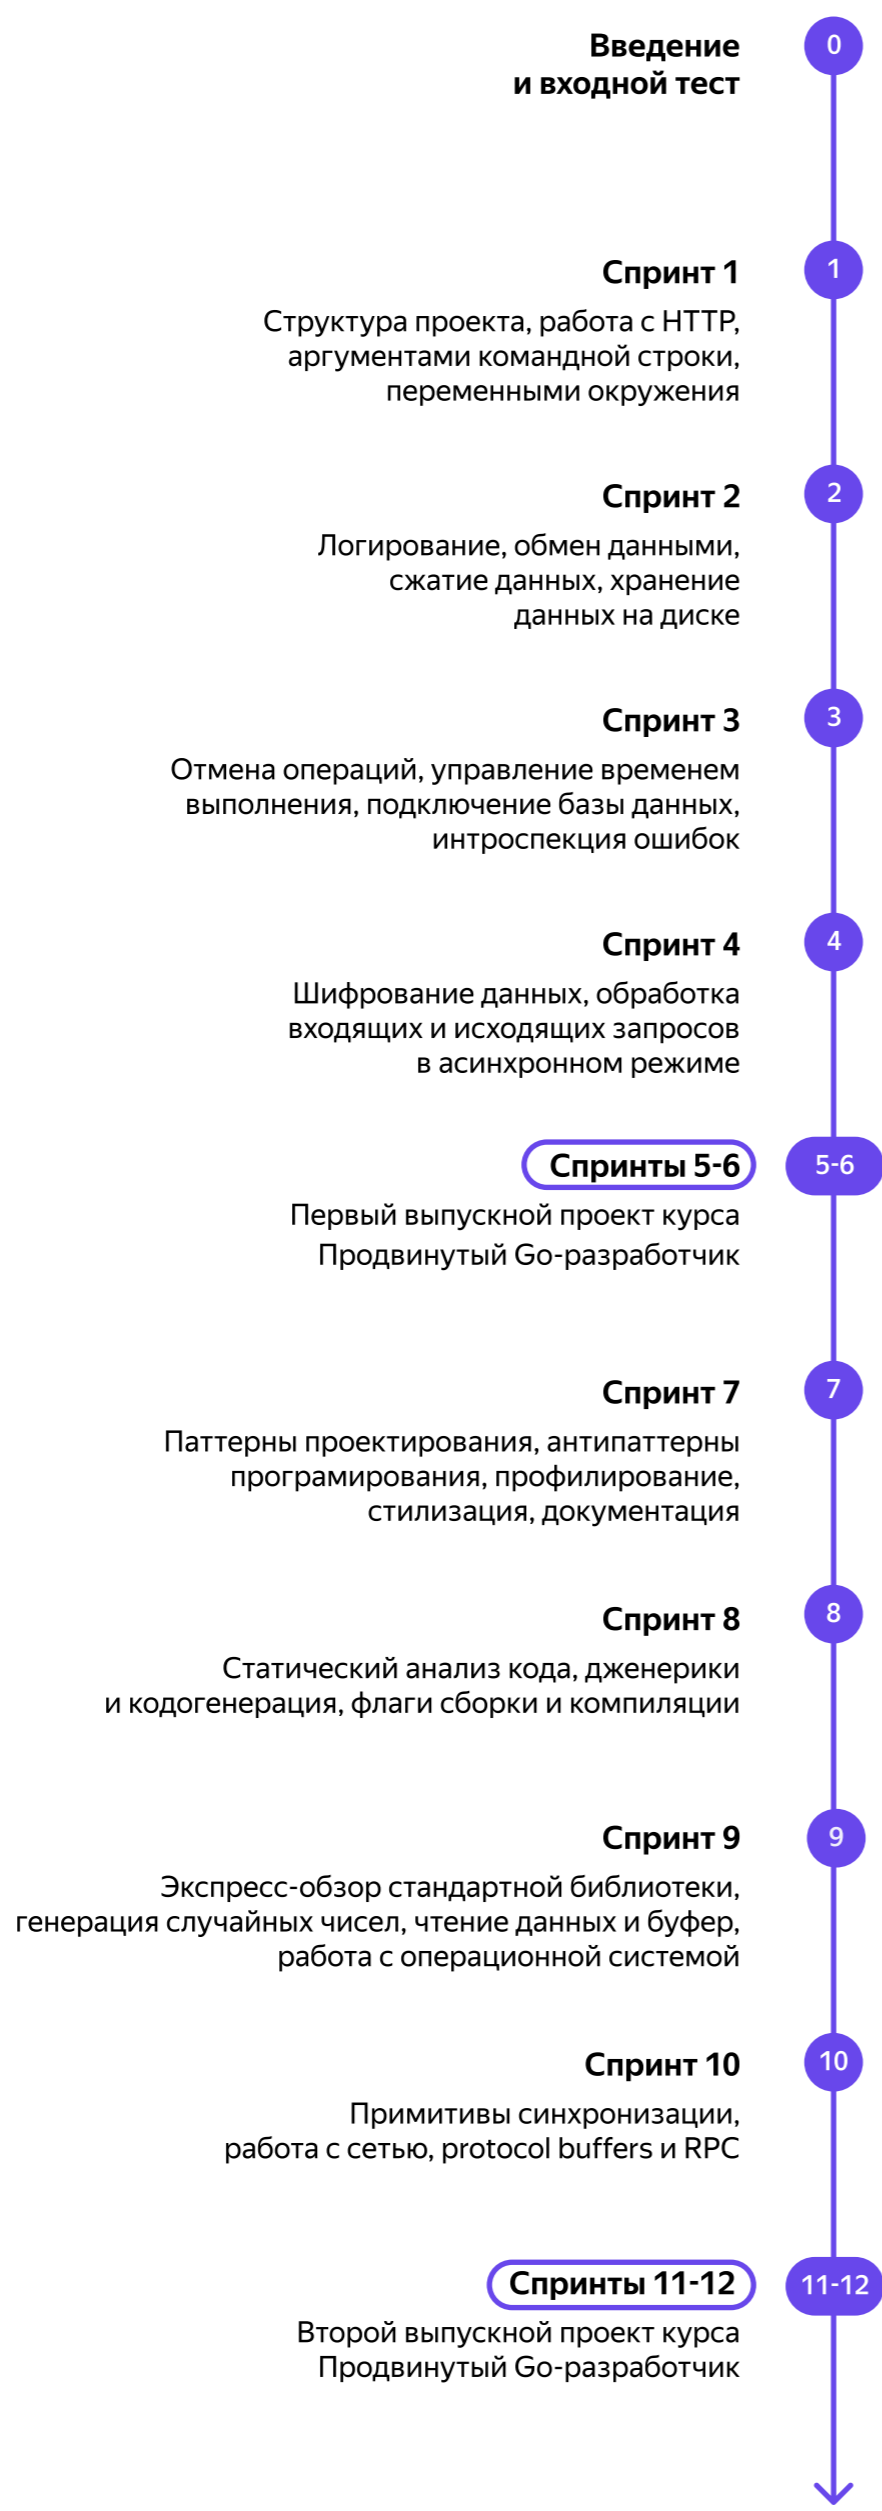 Введение
и входной тест
0
Спринт 1
1
Структура проекта, работа с HTTP,
аргументами командной строки,
переменными окружения
Спринт 2
2
Логирование, обмен данными,
сжатие данных, хранение
данных на диске
Спринт 3
3
Отмена операций, управление временем
выполнения, подключение базы данных,
интроспекция ошибок
Спринт 4
4
Шифрование данных, обработка
входящих и исходящих запросов
в асинхронном режиме
Спринты 5-6
5-6
Первый выпускной проект курса
Продвинутый Go-разработчик
Спринт 7
7
Паттерны проектирования, антипаттерны
програмирования, профилирование,
стилизация, документация
Спринт 8
8
Статический анализ кода, дженерики
и кодогенерация, флаги сборки и компиляции
Спринт 9
9
Экспресс-обзор стандартной библиотеки,
генерация случайных чисел, чтение данных и буфер,
работа с операционной системой
Спринт 10
10
Примитивы синхронизации,
работа с сетью, protocol buffers и RPC
Спринты 11-12
11-12
Второй выпускной проект курса
Продвинутый Go-разработчик